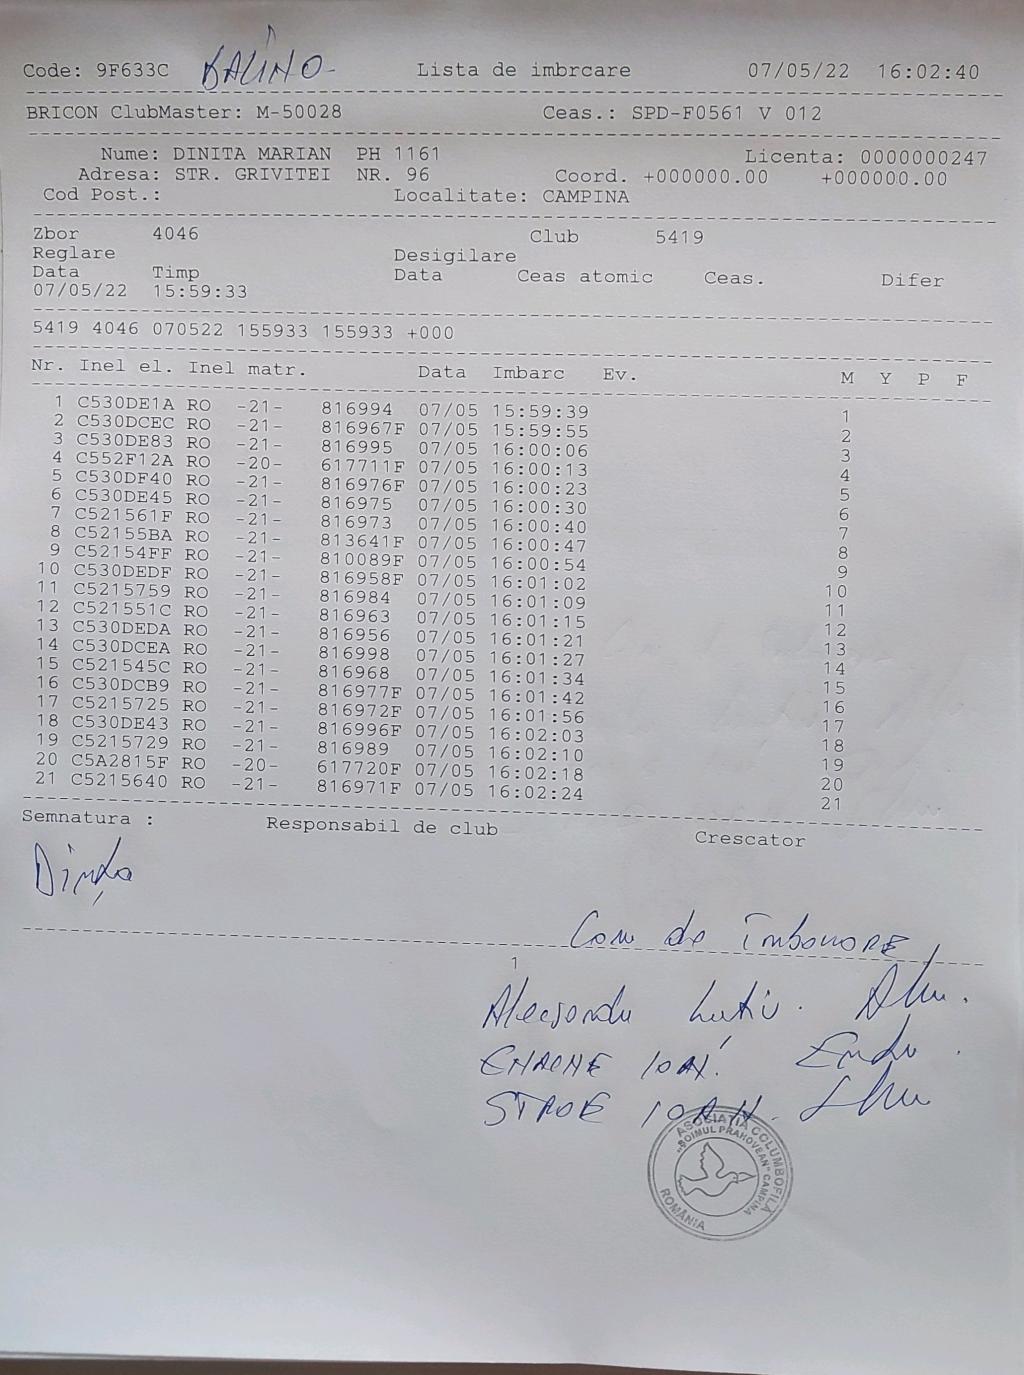 Code: 9F633C BALINO- Lista de imbrcare 07/05/22 16:02:40
BRICON ClubMaster: M-50028 Ceas.: SPD-F0561 V 012
Nume: DINITA MARIAN PH 1161 Licenta: 0000000247
Adresa: STR. GRIVITEI NR. 96 Coord. +000000.00 +000000.00
Cod Post.: Localitate: CAMPINA
Zbor 4046 Club 5419
Reglare Desigilare
Data Timp Data Ceas atomic Ceas. Difer
07/05/22 15:59:33
5419 4046 070522 155933 155933 +000
Nr. Inel el. Inel matr. Data Imbarc Ev. M Y P F
1 C530DE1A RO -21- 816994 07/05 15:59:39 1
2 C530DCEC RO -21- 816967F 07/05 15:59:55 2
3 C530DE83 RO -21- 816995 07/05 16:00:06 3
4 C552F12A RO -20- 617711F 07/05 16:00:13 4
5 C530DF40 RO -21- 816976F 07/05 16:00:23 5
6 C530DE45 RO -21- 816975 07/05 16:00:30 6
7 C521561F RO -21- 816973 07/05 16:00:40 7
8 C52155BA RO -21- 813641F 07/05 16:00:47 8
9 C52154FF RO -21- 810089F 07/05 16:00:54 9
10 C530DEDF RO -21- 816958F 07/05 16:01:02 10
11 C5215759 RO -21- 816984 07/05 16:01:09 11
12 C521551C RO -21- 816963 07/05 16:01:15 12
13 C530DEDA RO -21- 816956 07/05 16:01:21 13
14 C530DCEA RO -21- 816998 07/05 16:01:27 14
15 C521545C RO -21- 816968 07/05 16:01:34 15
16 C530DCB9 RO -21- 816977F 07/05 16:01:42 16
17 C5215725 RO -21- 816972F 07/05 16:01:56 17
18 C530DE43 RO -21- 816996F 07/05 16:02:03 18
19 C5215729 RO -21- 816989 07/05 16:02:10 19
20 C5A2815F RO -20- 617720F 07/05 16:02:18 20
21 C5215640 RO -21- 816971F 07/05 16:02:24 21
Semnatura : Responsabil de club Crescator
Diniţa
Com de îmbarcare
1
Alecsandu
ENACHE IOAN
STROE IOAN
ASOCIAŢIA COLUMBOFILĂ
"ŞOIMUL PRAHOVEAN" CAMPINA
ROMÂNIA